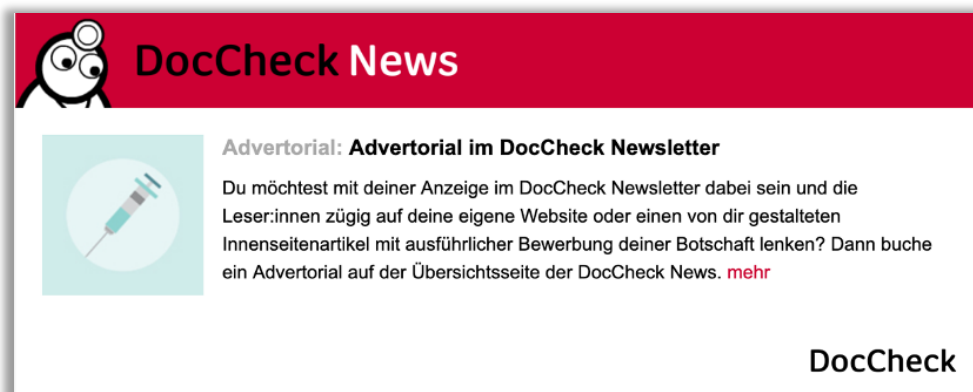 DocCheck News
Advertorial: Advertorial im DocCheck Newsletter
Du möchtest mit deiner Anzeige im DocCheck Newsletter dabei sein und die
Leser:innen zügig auf deine eigene Website oder einen von dir gestalteten
Innenseitenartikel mit ausführlicher Bewerbung deiner Botschaft lenken? Dann buche
ein Advertorial auf der Übersichtsseite der DocCheck News. mehr
DocCheck